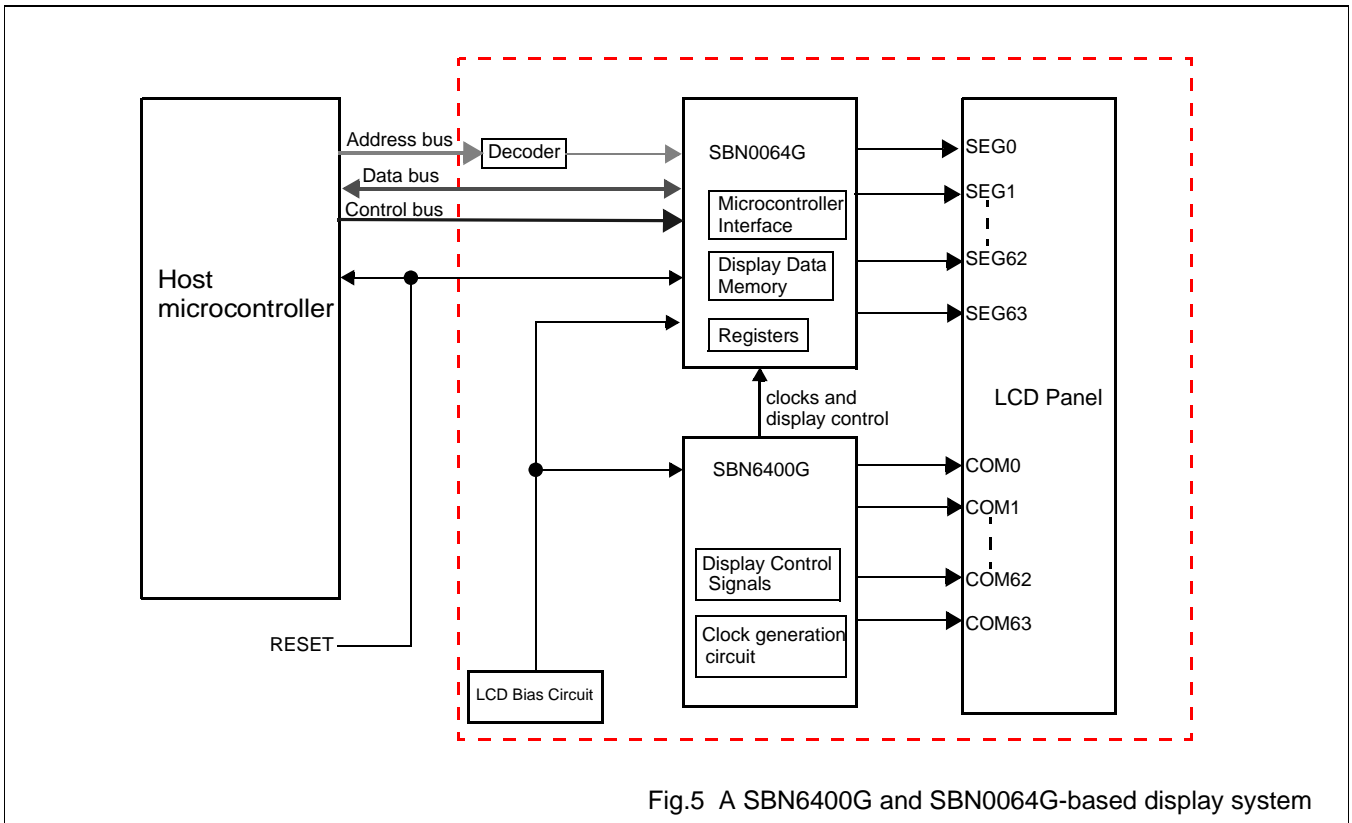 Host
microcontroller
Address bus
Data bus
Control bus
Decoder
RESET
LCD Bias Circuit
SBN0064G
Microcontroller
Interface
Display Data
Memory
Registers
clocks and
display control
SBN6400G
Display Control
Signals
Clock generation
circuit
SEG0
SEG1
SEG62
SEG63
LCD Panel
COM0
COM1
COM62
COM63
Fig.5 A SBN6400G and SBN0064G-based display system